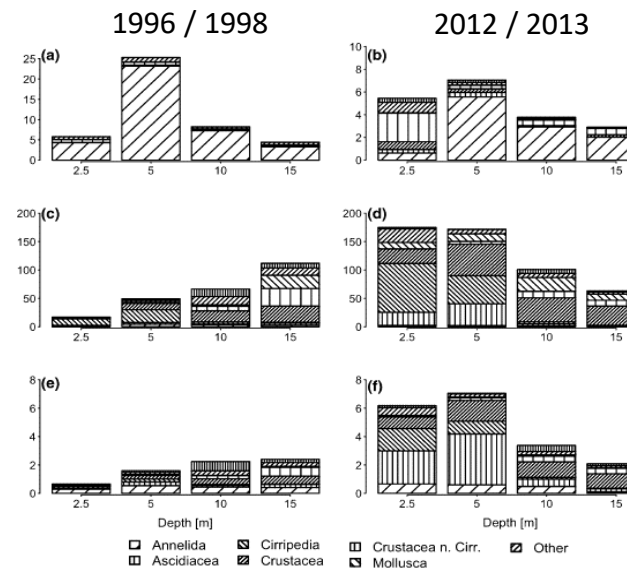 1996 / 1998 2012 / 2013
(a) (b)
25 10
20 8
15 6
10 4
5 2
0 0
2.5 5 10 15 2.5 5 10 15
(c) (d)
200 200
150 150
100 100
50 50
0 0
2.5 5 10 15 2.5 5 10 15
(e) (f)
8 8
6 6
4 4
2 2
0 0
2.5 5 10 15 2.5 5 10 15
Depth [m] Depth [m]
Annelida Cirripedia Crustacea n. Cirr. Other
Ascidiacea Crustacea Mollusca